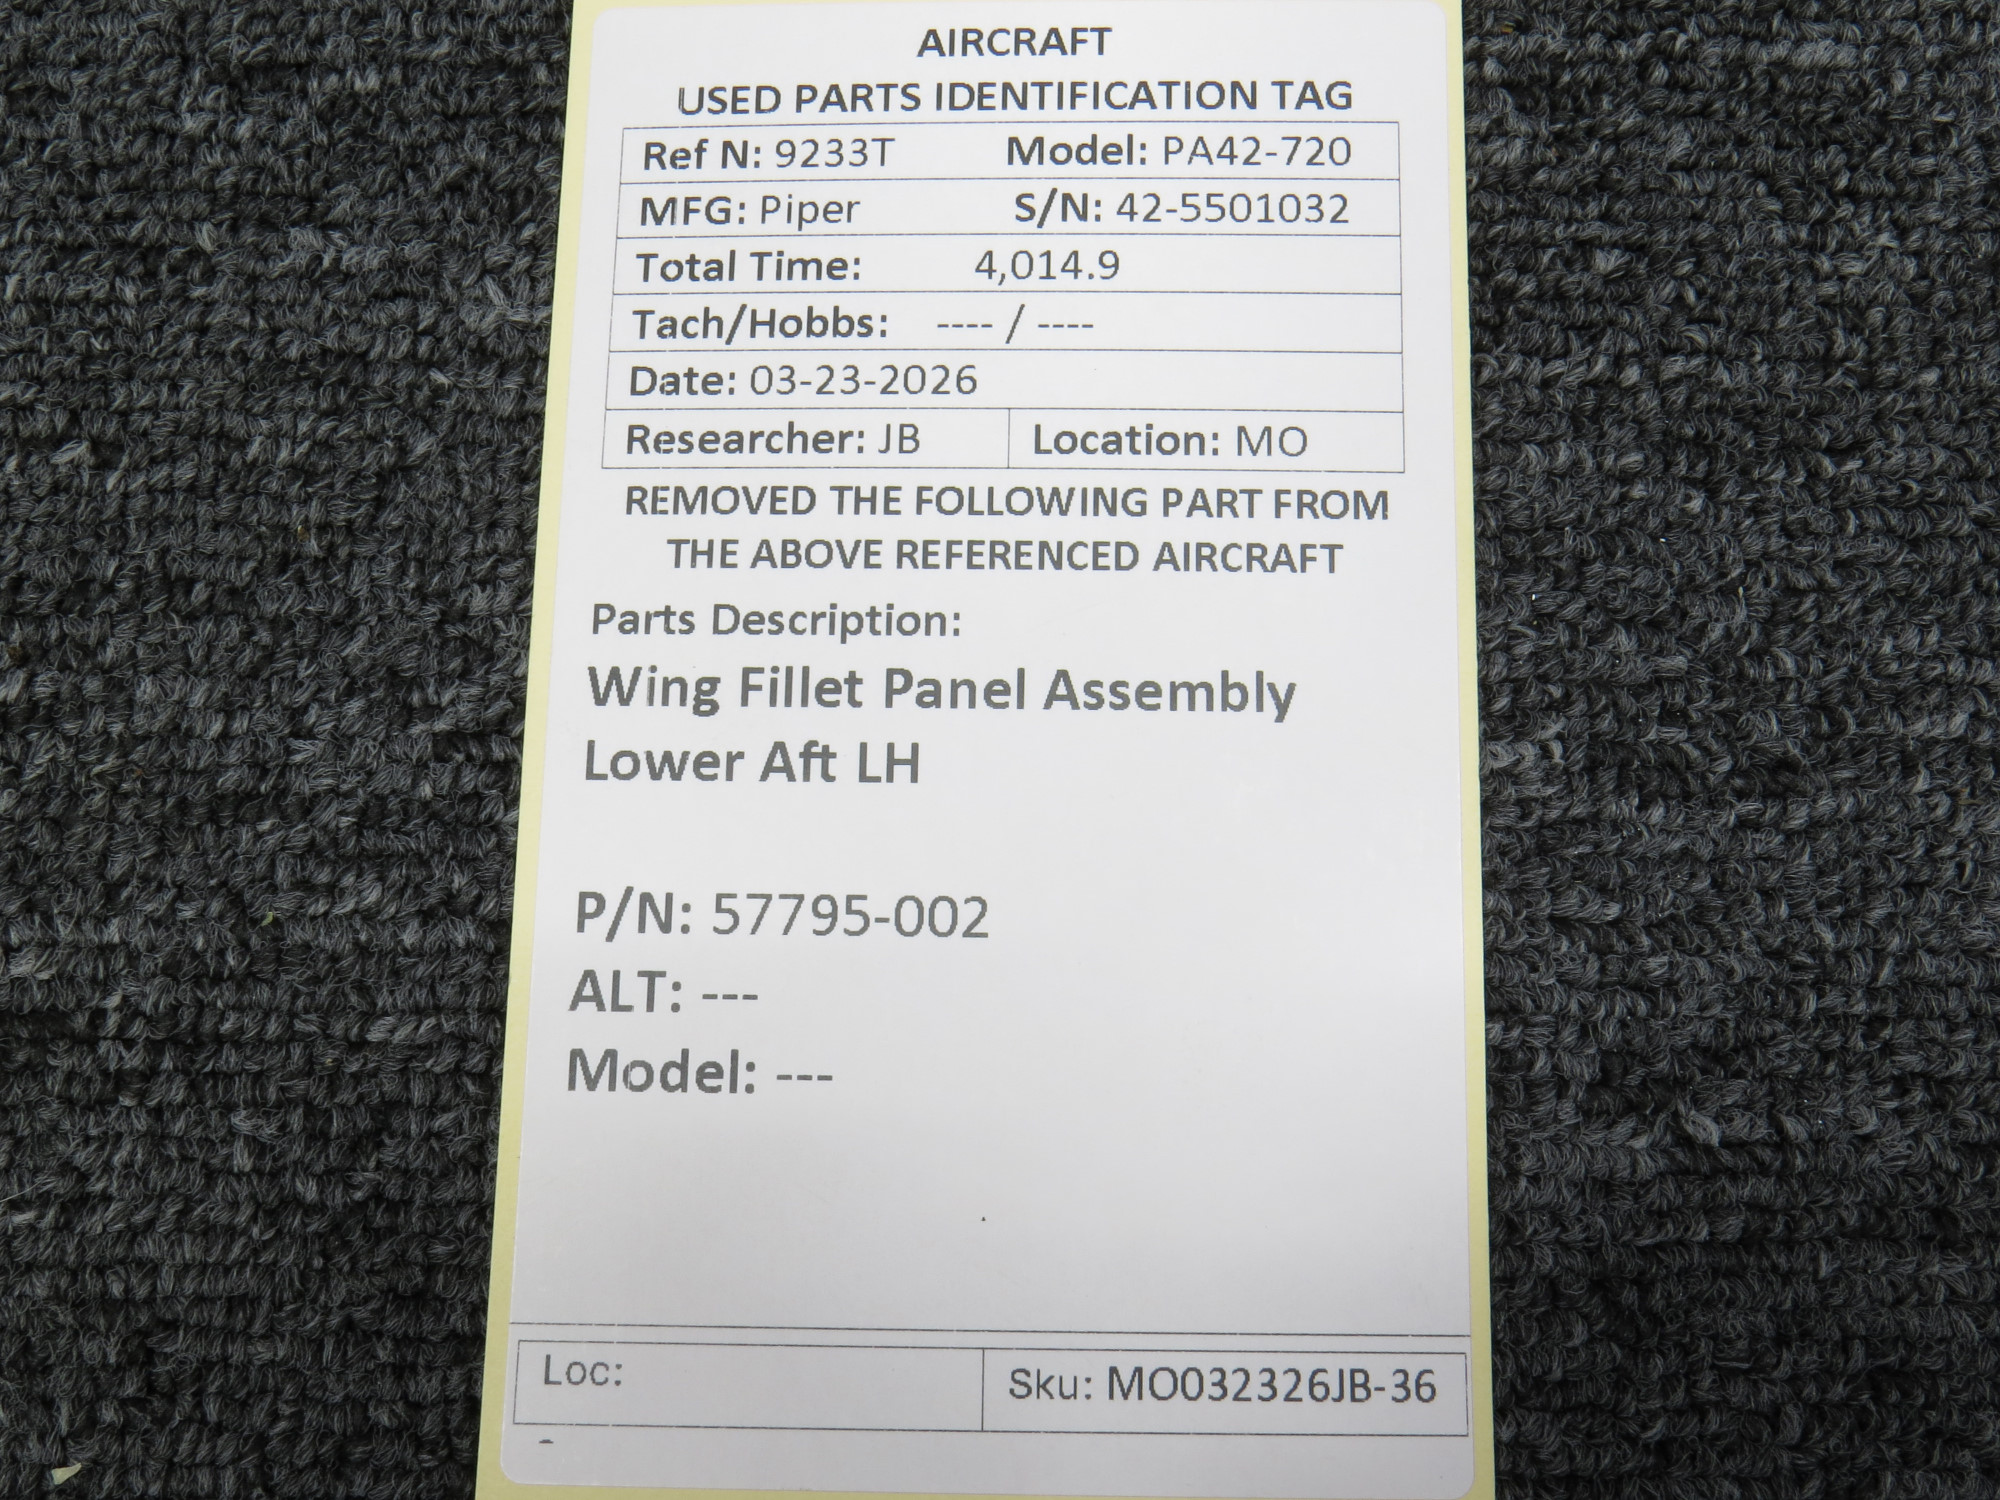 AIRCRAFT
USED PARTS IDENTIFICATION TAG
Ref N: 9233T Model: PA42-720
MFG: Piper S/N: 42-5501032
Total Time: 4,014.9
Tach/Hobbs: ---- / ----
Date: 03-23-2026
Researcher: JB Location: MO
REMOVED THE FOLLOWING PART FROM
THE ABOVE REFERENCED AIRCRAFT
Parts Description:
Wing Fillet Panel Assembly
Lower Aft LH
P/N: 57795-002
ALT: ---
Model: ---
Loc: Sku: MO032326JB-36